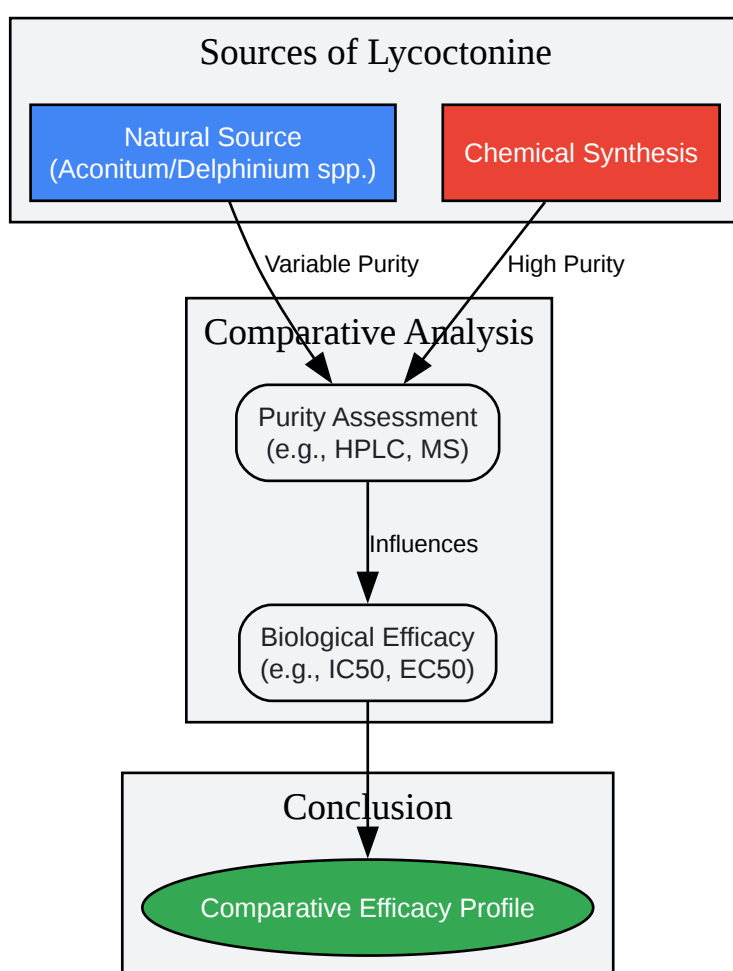 Sources of Lycoctonine
Natural Source
(Aconitum/Delphinium spp.)
Chemical Synthesis
Variable Purity
High Purity
Comparative Analysis
Purity Assessment
(e.g., HPLC, MS)
Influences
Biological Efficacy
(e.g., IC50, EC50)
Conclusion
Comparative Efficacy Profile